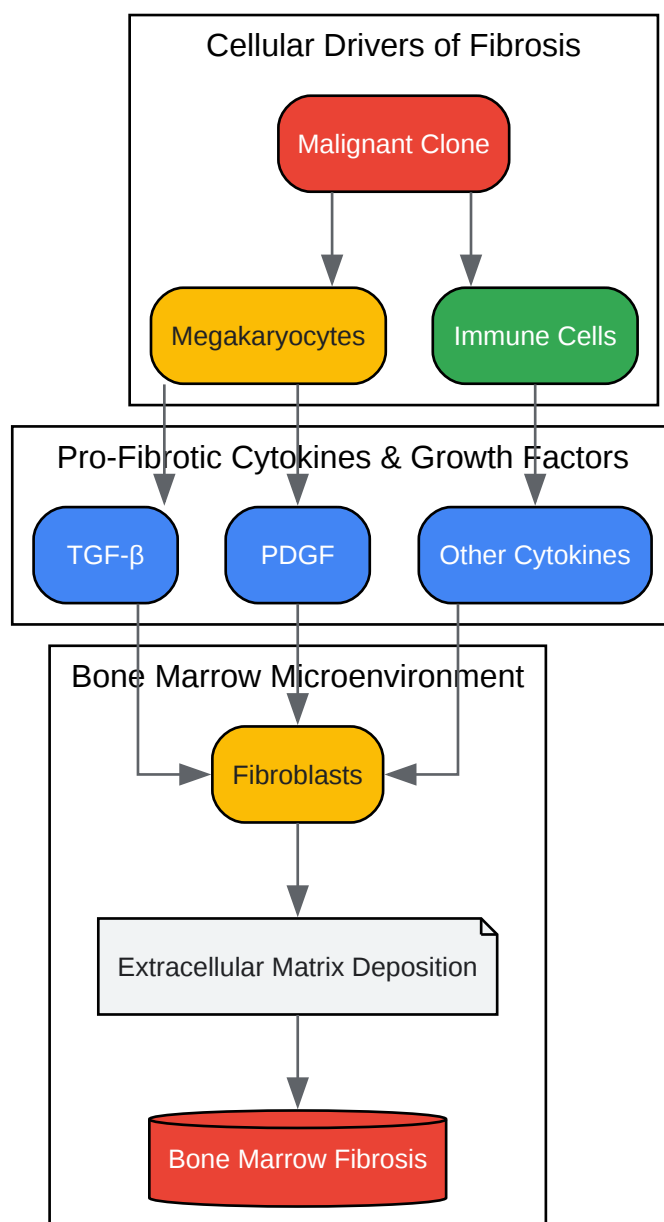 Cellular Drivers of Fibrosis
Malignant Clone
Megakaryocytes
Immune Cells
Pro-Fibrotic Cytokines & Growth Factors
TGF-β
PDGF
Other Cytokines
Bone Marrow Microenvironment
Fibroblasts
Extracellular Matrix Deposition
Bone Marrow Fibrosis